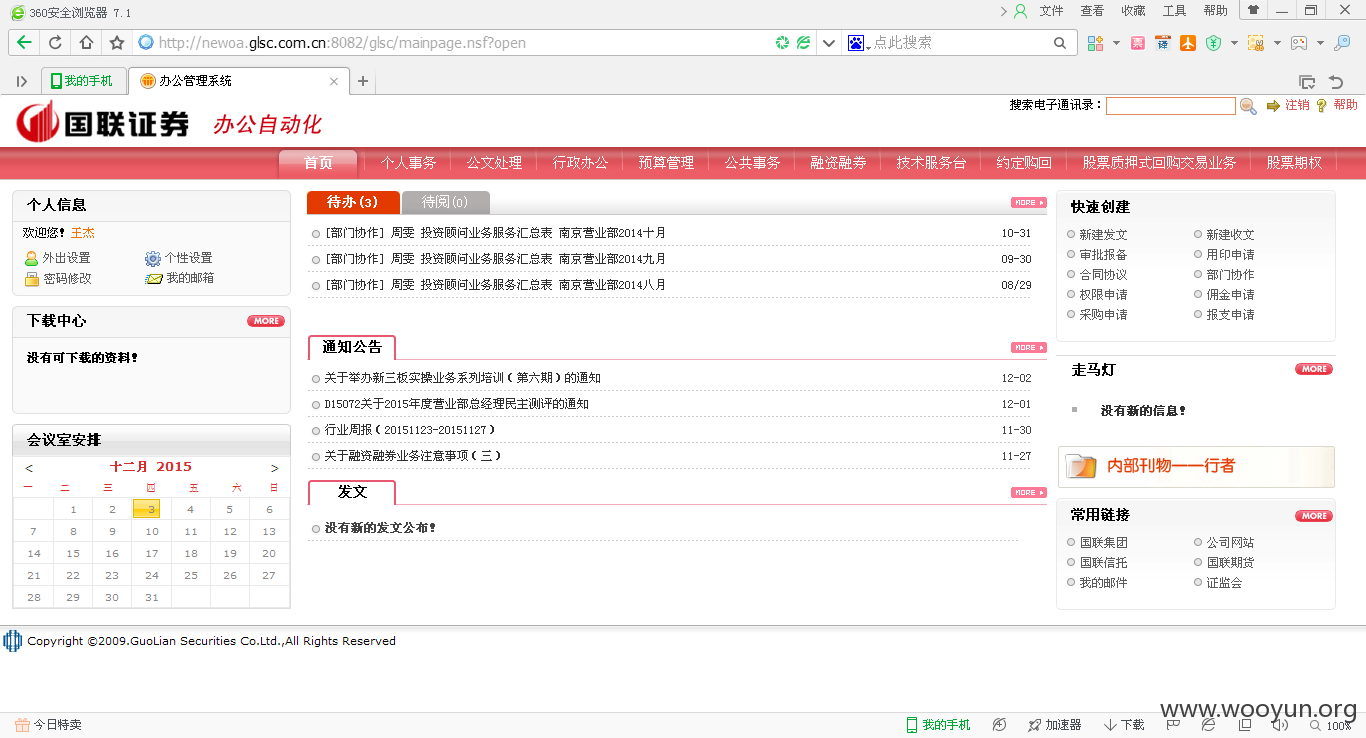 360安全浏览器 7.1
文件 查看 收藏 工具 帮助
http://newoa.glsc.com.cn:8082/glsc/mainpage.nsf?open
点此搜索
我的手机
办公管理系统
国联证券 办公自动化
搜索电子通讯录：
注销 帮助
首页 个人事务 公文处理 行政办公 预算管理 公共事务 融资融券 技术服务台 约定购回 股票质押式回购交易业务 股票期权
个人信息
欢迎您！ 王杰
外出设置 个性设置
密码修改 我的邮箱
下载中心 MORE
没有可下载的资料！
会议室安排
< 十二月 2015 >
一 二 三 四 五 六 日
1 2 3 4 5 6
7 8 9 10 11 12 13
14 15 16 17 18 19 20
21 22 23 24 25 26 27
28 29 30 31
待办(3) 待阅(0) MORE
[部门协作] 周雯 投资顾问业务服务汇总表 南京营业部2014十月 10-31
[部门协作] 周雯 投资顾问业务服务汇总表 南京营业部2014九月 09-30
[部门协作] 周雯 投资顾问业务服务汇总表 南京营业部2014八月 08/29
通知公告 MORE
关于举办新三板实操业务系列培训（第六期）的通知 12-02
D15072关于2015年度营业部总经理民主测评的通知 12-01
行业周报（20151123-20151127） 11-30
关于融资融券业务注意事项（三） 11-27
发文 MORE
没有新的发文公布！
快速创建
新建发文 新建收文
审批报备 用印申请
合同协议 部门协作
权限申请 佣金申请
采购申请 报支申请
走马灯 MORE
没有新的信息！
内部刊物——行者
常用链接 MORE
国联集团 公司网站
国联信托 国联期货
我的邮件 证监会
Copyright ©2009.GuoLian Securities Co.Ltd.,All Rights Reserved
www.wooyun.org
今日特卖
我的手机 加速器 下载 100%